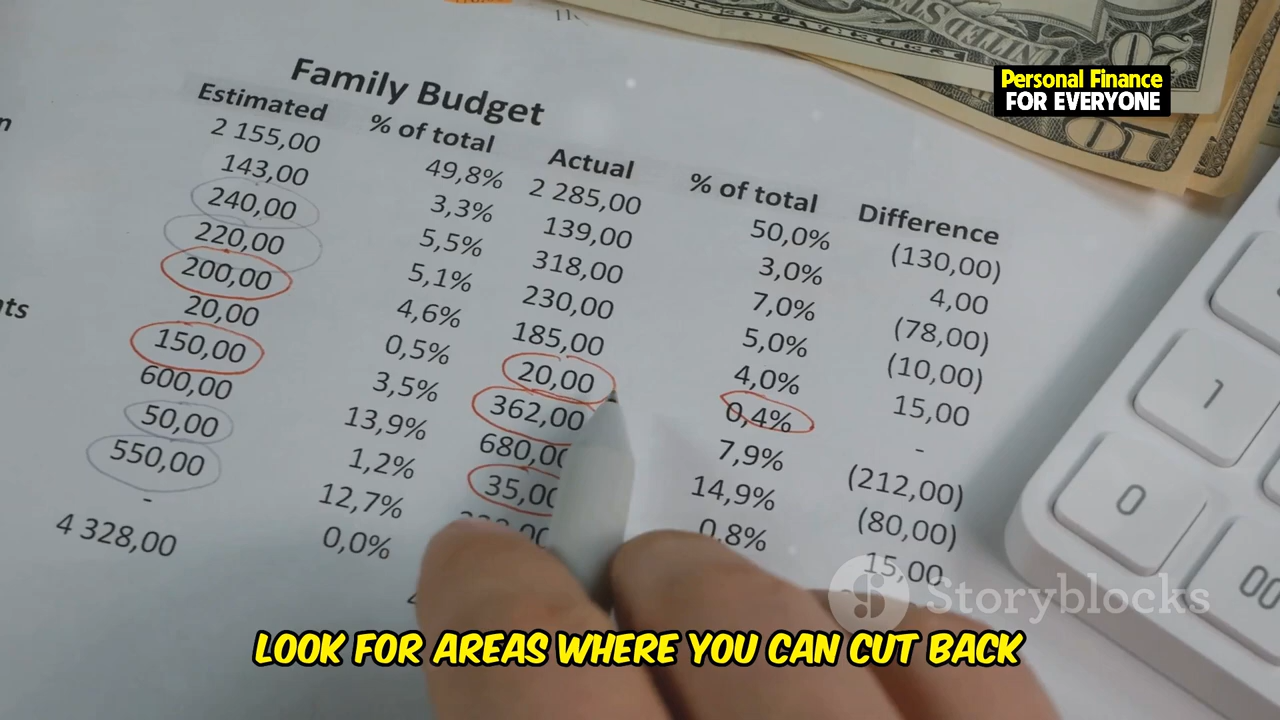 Personal Finance
FOR EVERYONE
Family Budget
Estimated % of total Actual % of total Difference
2 155,00 49,8% 2 285,00 50,0% (130,00)
143,00 3,3% 139,00 3,0% 4,00
240,00 5,5% 318,00 7,0% (78,00)
220,00 5,1% 230,00 5,0% (10,00)
200,00 4,6% 185,00 4,0% 15,00
20,00 0,5% 20,00 0,4% -
150,00 3,5% 362,00 7,9% (212,00)
600,00 13,9% 14,9% (80,00)
50,00 1,2% 0,8% 15,00
550,00 12,7%
- 0,0%
4 328,00
1
0
00
20
10
Storyblocks
LOOK FOR AREAS WHERE YOU CAN CUT BACK